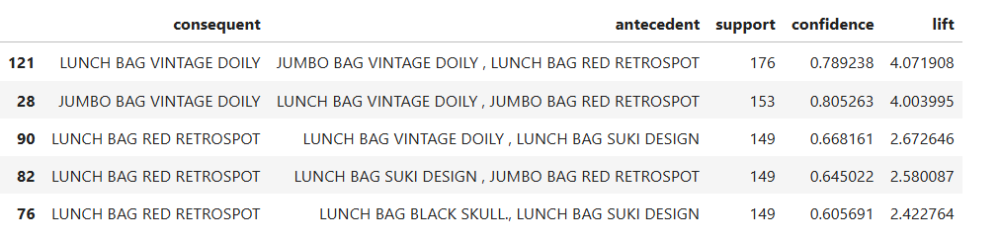 consequent antecedent support confidence lift
121 LUNCH BAG VINTAGE DOILY JUMBO BAG VINTAGE DOILY , LUNCH BAG RED RETROSPOT 176 0.789238 4.071908
28 JUMBO BAG VINTAGE DOILY LUNCH BAG VINTAGE DOILY , JUMBO BAG RED RETROSPOT 153 0.805263 4.003995
90 LUNCH BAG RED RETROSPOT LUNCH BAG VINTAGE DOILY , LUNCH BAG SUKI DESIGN 149 0.668161 2.672646
82 LUNCH BAG RED RETROSPOT LUNCH BAG SUKI DESIGN , JUMBO BAG RED RETROSPOT 149 0.645022 2.580087
76 LUNCH BAG RED RETROSPOT LUNCH BAG BLACK SKULL., LUNCH BAG SUKI DESIGN 149 0.605691 2.422764